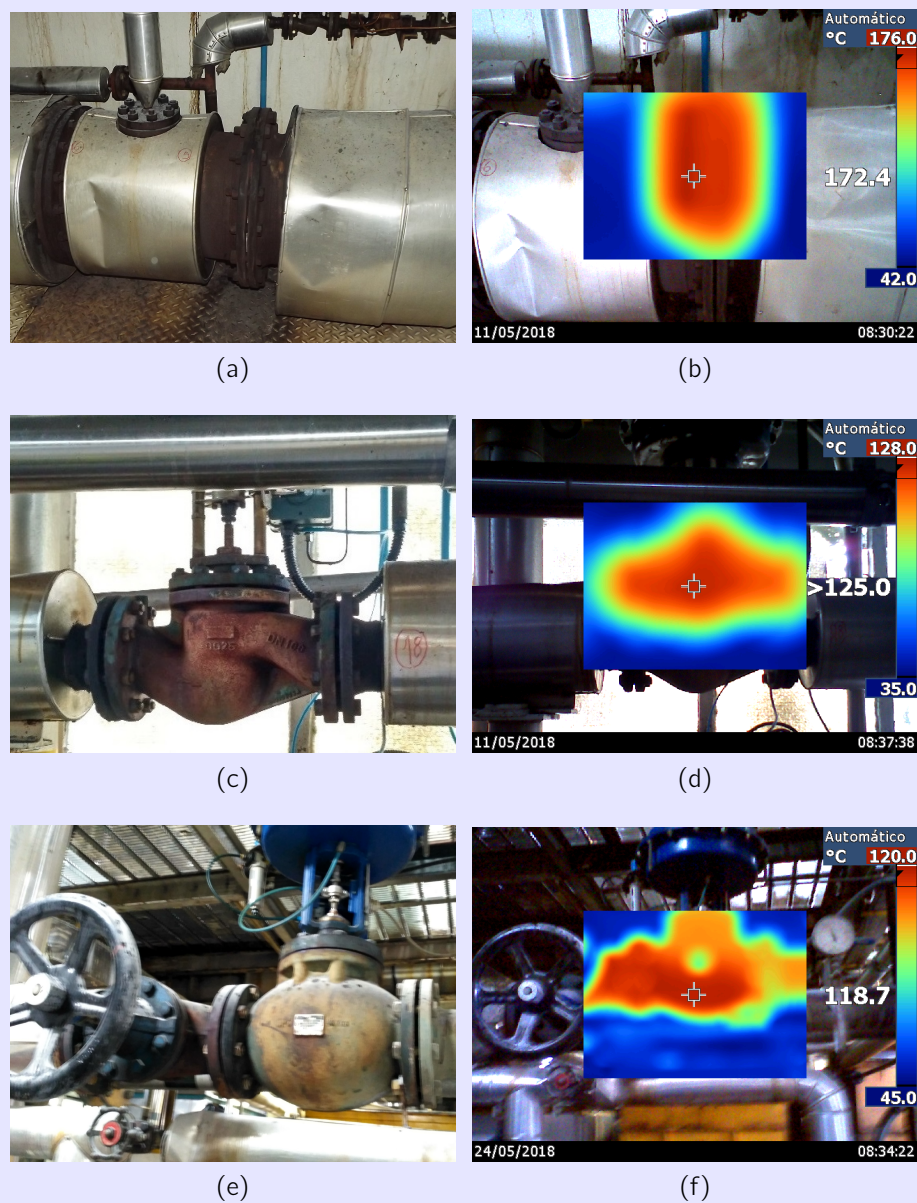 Automático
°C 176.0
172.4
42.0
11/05/2018 08:30:22
(a) (b)
Automático
°C 128.0
>125.0
18
35.0
11/05/2018 08:37:38
(c) (d)
Automático
°C 120.0
118.7
45.0
24/05/2018 08:34:22
(e) (f)